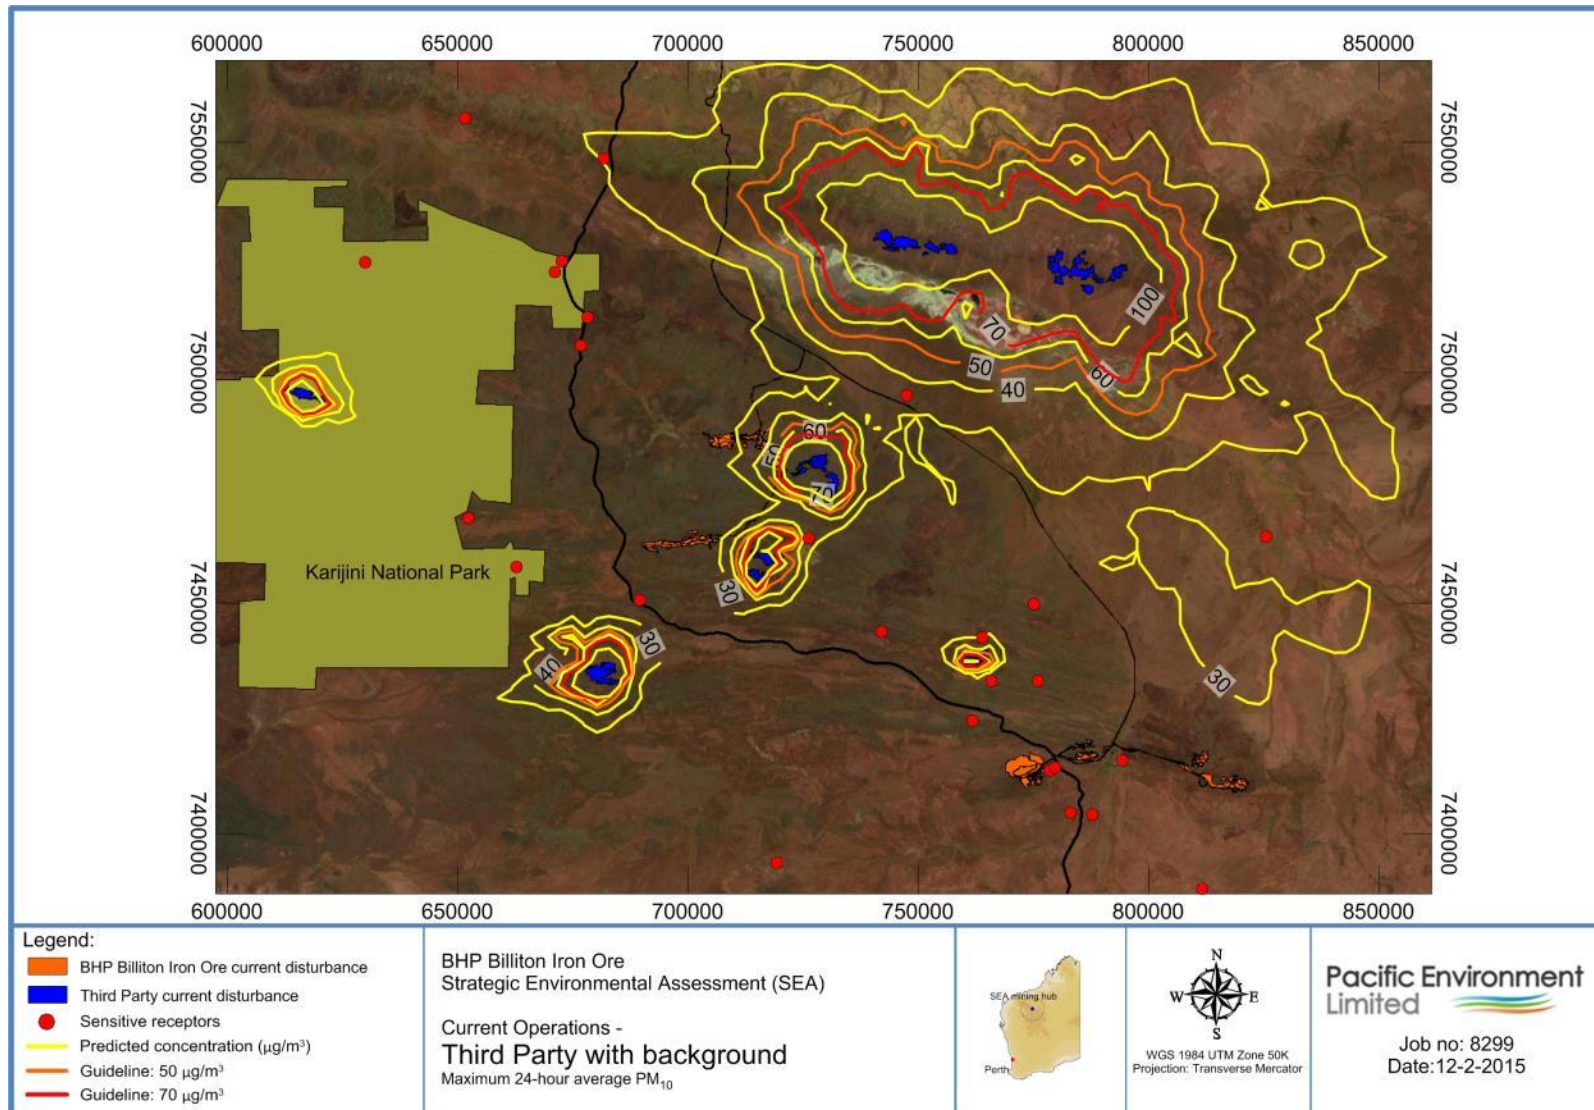 600000 650000 700000 750000 800000 850000
7550000 7550000
7500000 7500000
7450000 7450000
7400000 7400000
100
70
60
50
40
60
50
70
30
Karijini National Park
30
40
30
600000 650000 700000 750000 800000 850000
Legend:
BHP Billiton Iron Ore current disturbance
Third Party current disturbance
Sensitive receptors
Predicted concentration (µg/m³)
Guideline: 50 µg/m³
Guideline: 70 µg/m³
BHP Billiton Iron Ore
Strategic Environmental Assessment (SEA)
Current Operations -
Third Party with background
Maximum 24-hour average PM₁₀
SEA mining hub
Perth
N
W E
S
WGS 1984 UTM Zone 50K
Projection: Transverse Mercator
Pacific Environment
Limited
Job no: 8299
Date:12-2-2015